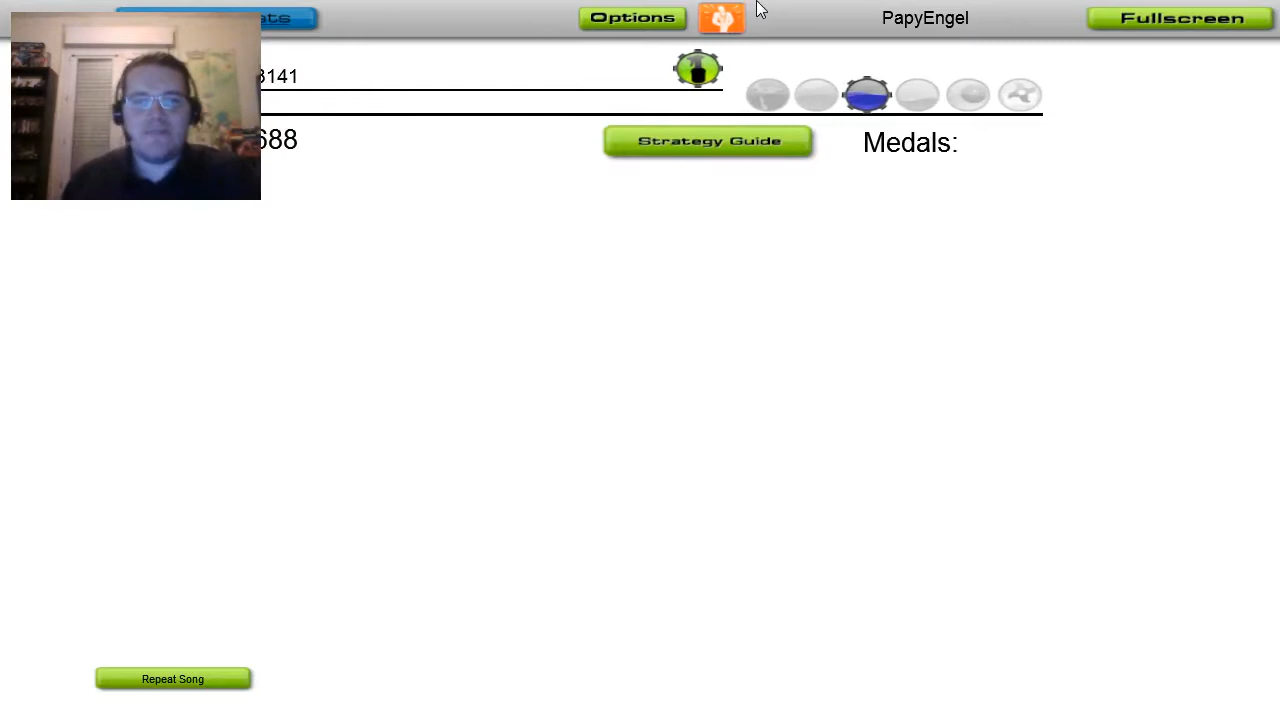 Options
PapyEngel
Fullscreen
Strategy Guide
Medals:
Repeat Song